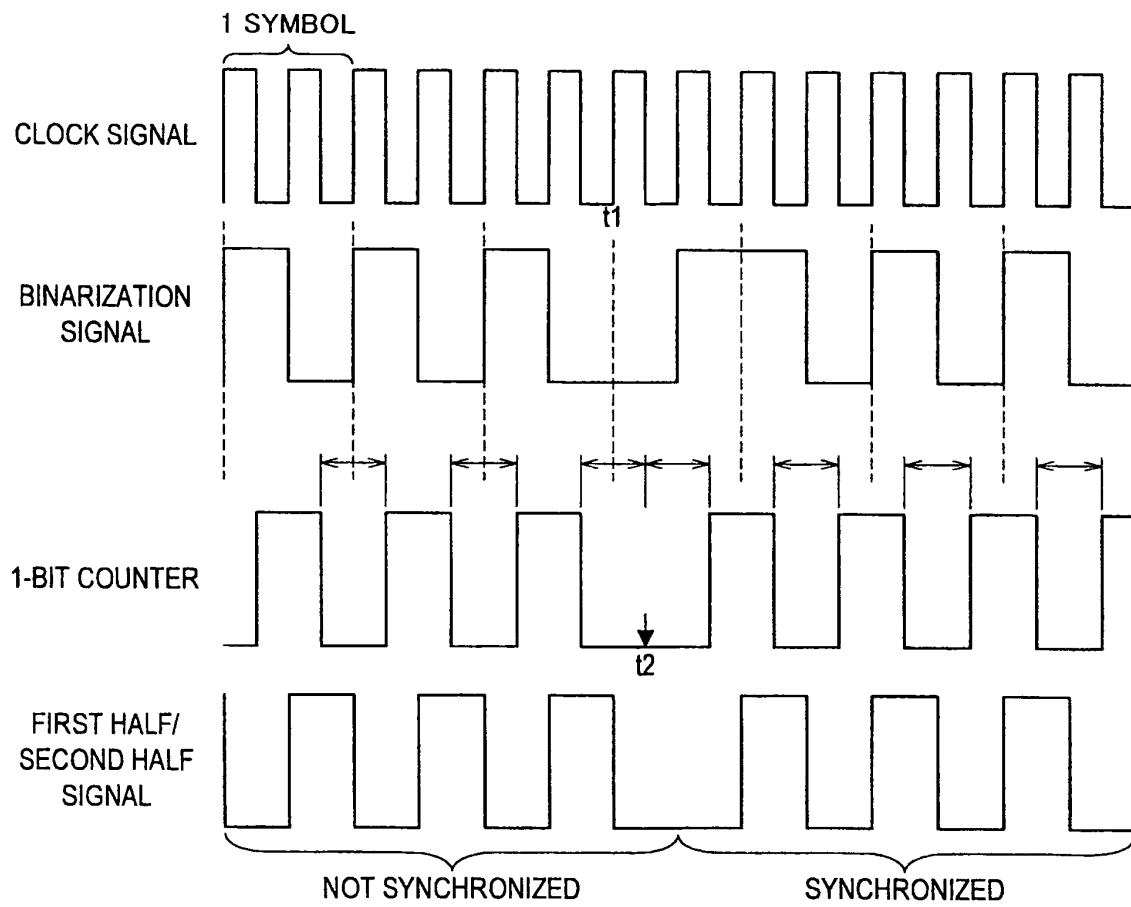 1 SYMBOL
CLOCK SIGNAL
t1
BINARIZATION
SIGNAL
1-BIT COUNTER
t2
FIRST HALF/
SECOND HALF
SIGNAL
NOT SYNCHRONIZED
SYNCHRONIZED